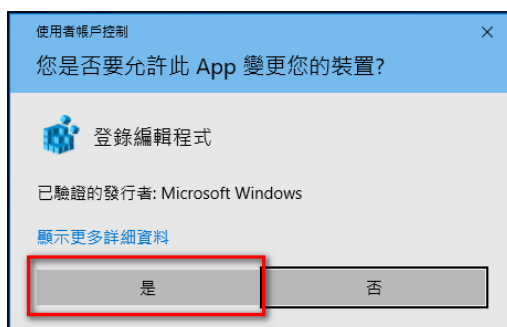 使用者帳戶控制
您是否要允許此 App 變更您的裝置?
登錄編輯程式
已驗證的發行者: Microsoft Windows
顯示更多詳細資料
是
否